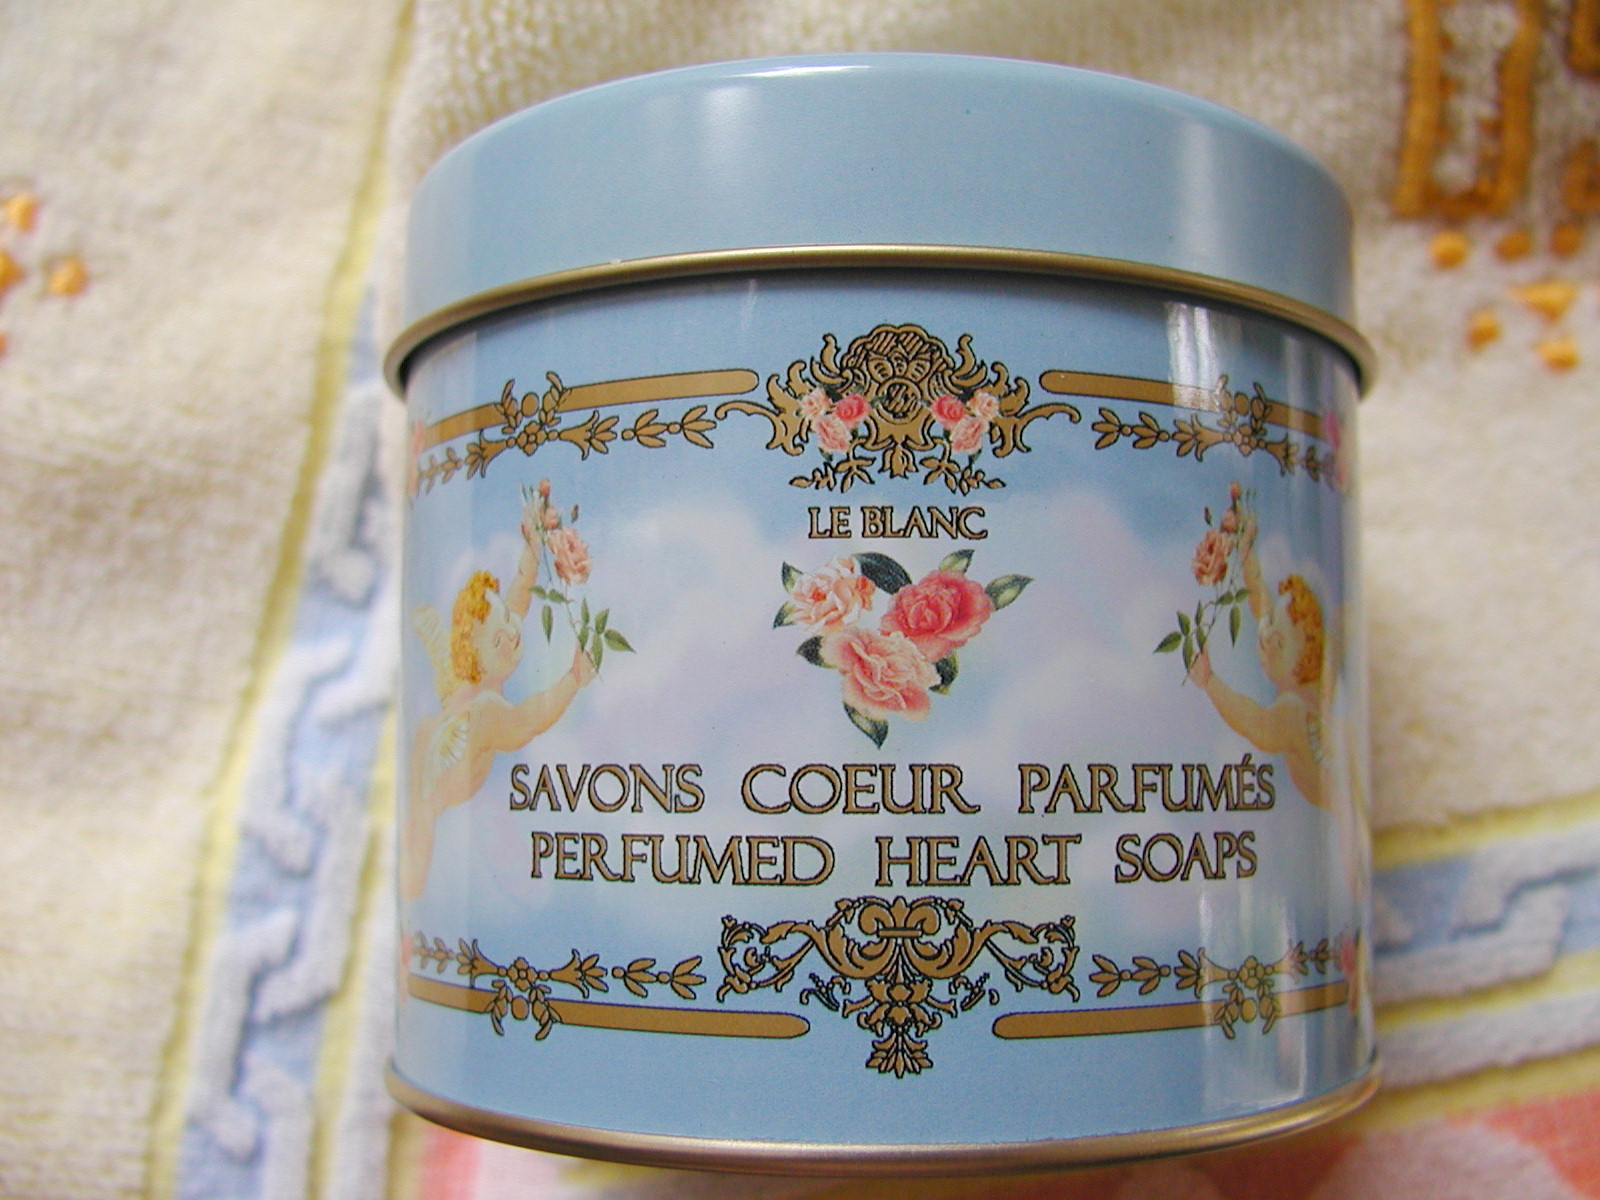 LE BLANC
SAVONS COEUR PARFUMÉS
PERFUMED HEART SOAPS